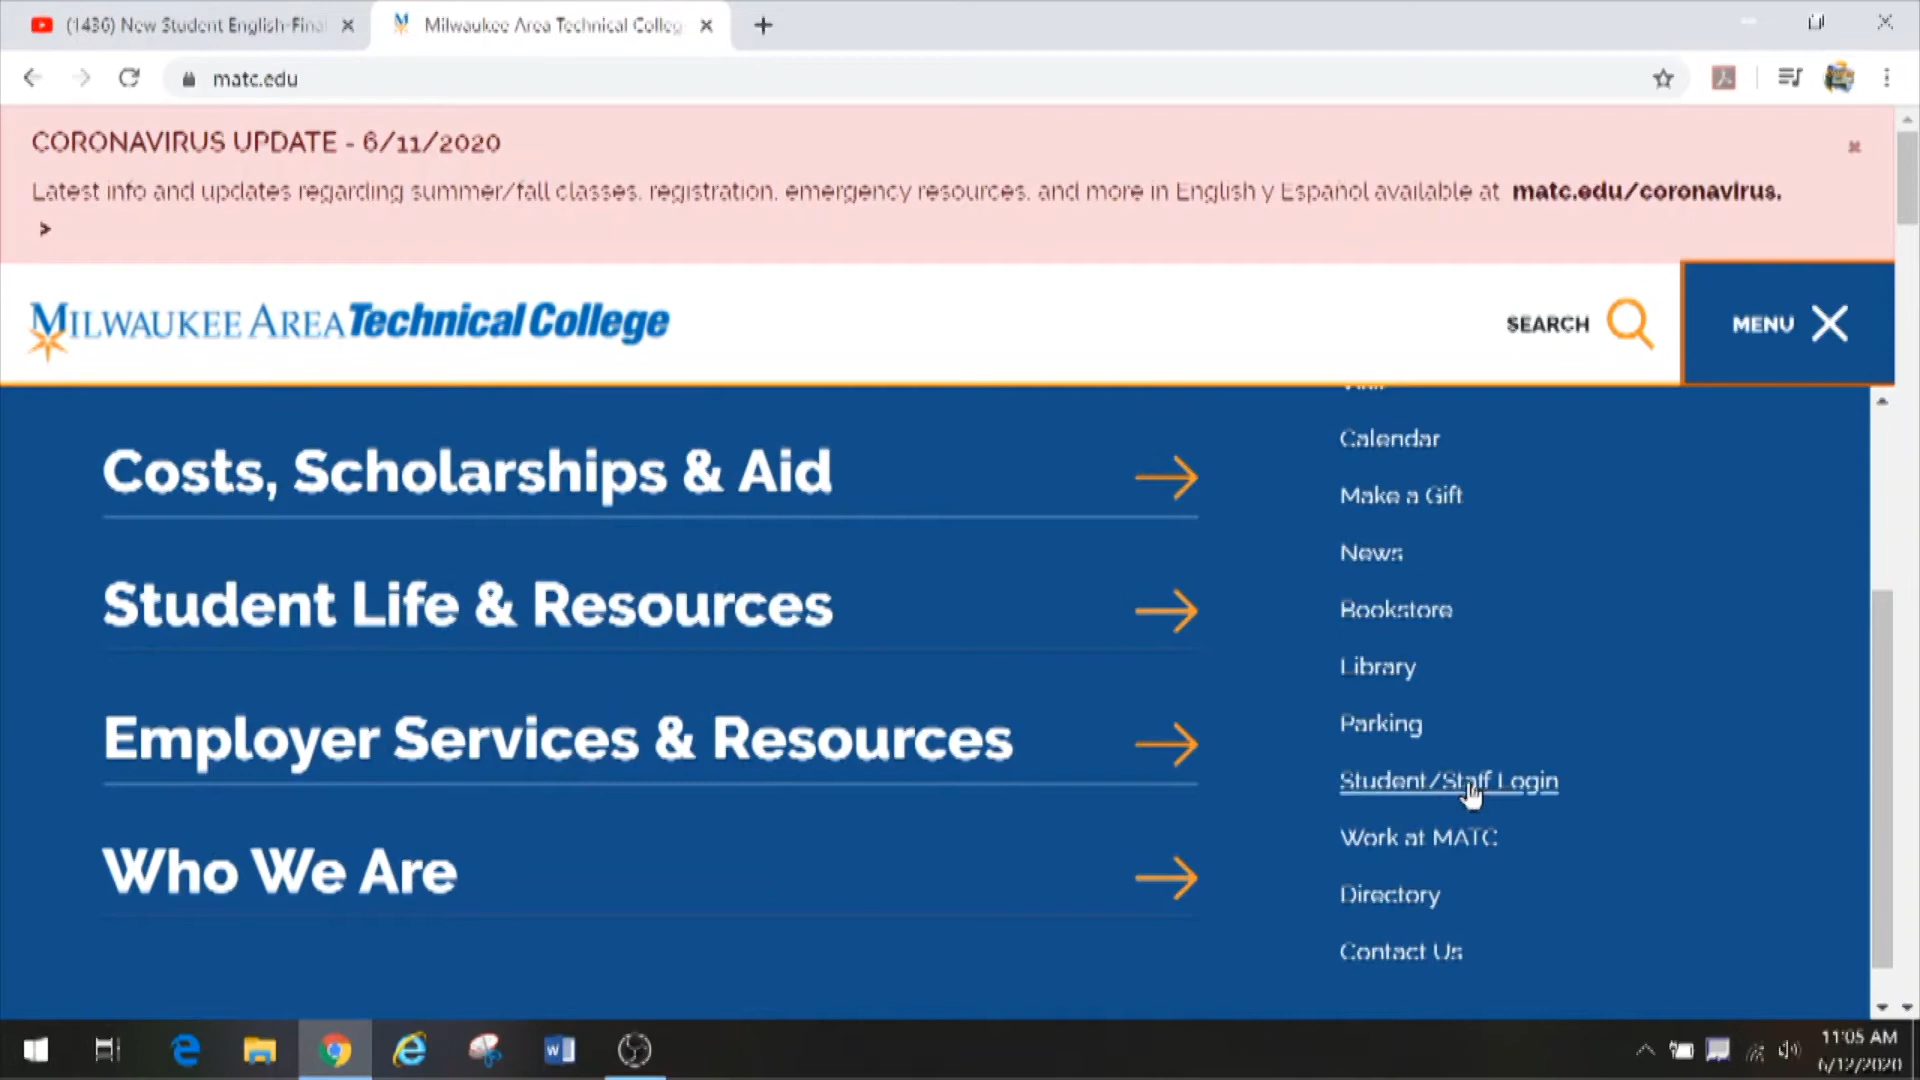 (1436) New Student English-Fina
Milwaukee Area Technical Colleg
matc.edu
CORONAVIRUS UPDATE - 6/11/2020
Latest info and updates regarding summer/fall classes, registration, emergency resources, and more in English y Español available at matc.edu/coronavirus.
>
MILWAUKEE AREA Technical College
SEARCH
MENU
Calendar
Costs, Scholarships & Aid
Make a Gift
News
Student Life & Resources
Bookstore
Library
Employer Services & Resources
Parking
Student/Staff Login
Work at MATC
Who We Are
Directory
Contact Us
11:05 AM
6/12/2020